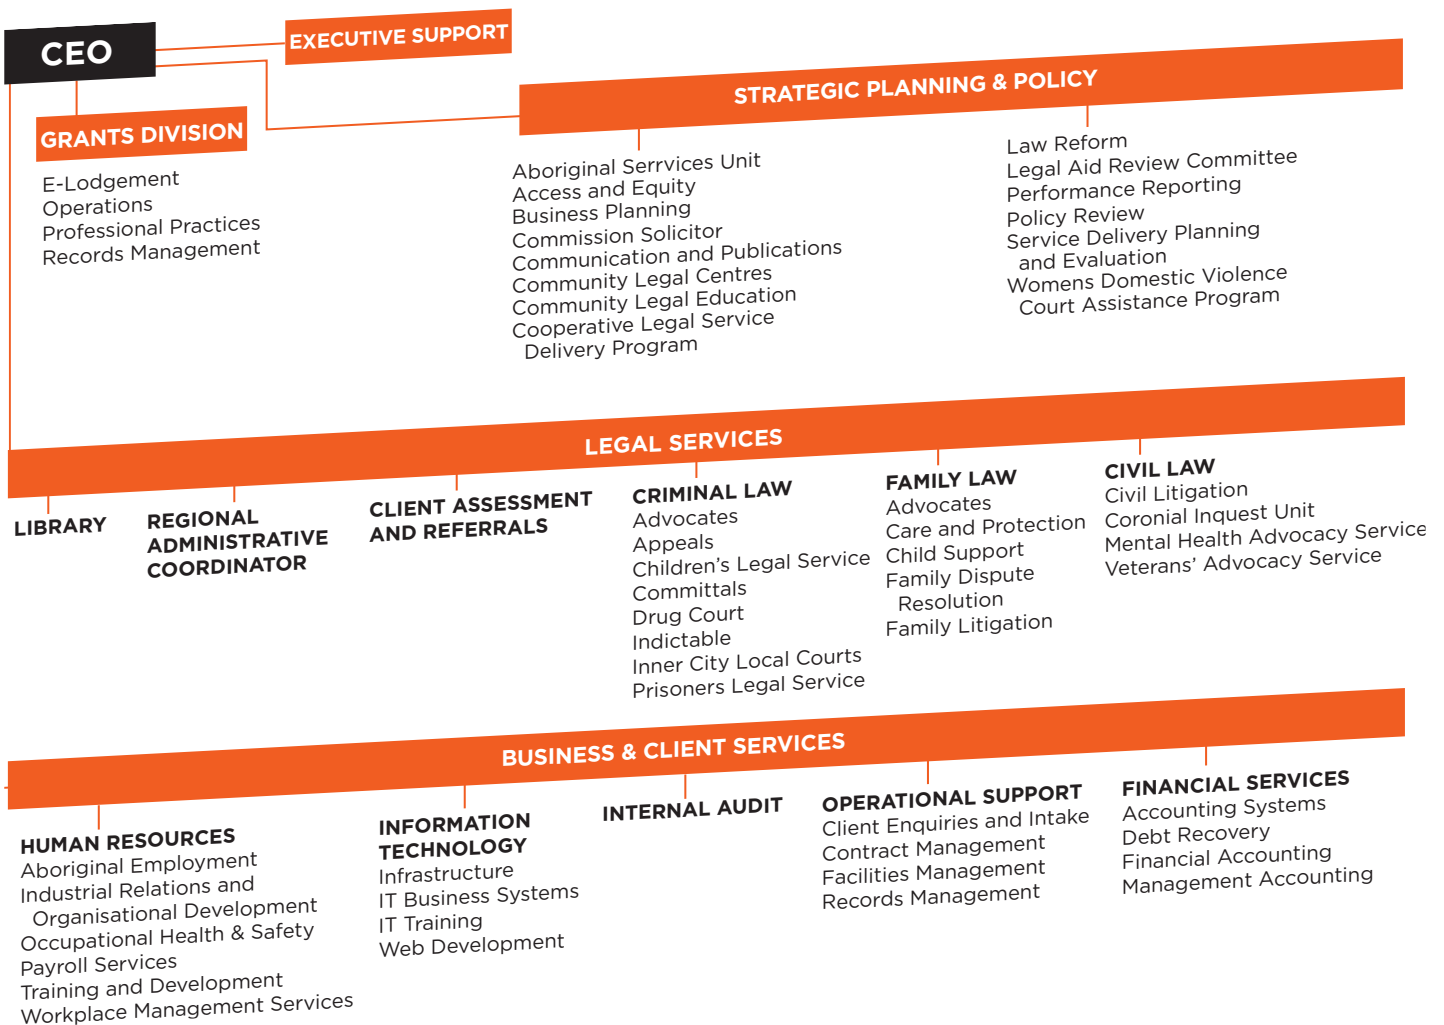 CEO
EXECUTIVE SUPPORT
GRANTS DIVISION
E-Lodgement
Operations
Professional Practices
Records Management
STRATEGIC PLANNING & POLICY
Aboriginal Serrvices Unit
Access and Equity
Business Planning
Commission Solicitor
Communication and Publications
Community Legal Centres
Community Legal Education
Cooperative Legal Service
Delivery Program
Law Reform
Legal Aid Review Committee
Performance Reporting
Policy Review
Service Delivery Planning
and Evaluation
Womens Domestic Violence
Court Assistance Program
LEGAL SERVICES
LIBRARY
REGIONAL
ADMINISTRATIVE
COORDINATOR
CLIENT ASSESSMENT
AND REFERRALS
CRIMINAL LAW
Advocates
Appeals
Children’s Legal Service
Committals
Drug Court
Indictable
Inner City Local Courts
Prisoners Legal Service
FAMILY LAW
Advocates
Care and Protection
Child Support
Family Dispute
Resolution
Family Litigation
CIVIL LAW
Civil Litigation
Coronial Inquest Unit
Mental Health Advocacy Service
Veterans’ Advocacy Service
BUSINESS & CLIENT SERVICES
HUMAN RESOURCES
Aboriginal Employment
Industrial Relations and
Organisational Development
Occupational Health & Safety
Payroll Services
Training and Development
Workplace Management Services
INFORMATION
TECHNOLOGY
Infrastructure
IT Business Systems
IT Training
Web Development
INTERNAL AUDIT
OPERATIONAL SUPPORT
Client Enquiries and Intake
Contract Management
Facilities Management
Records Management
FINANCIAL SERVICES
Accounting Systems
Debt Recovery
Financial Accounting
Management Accounting